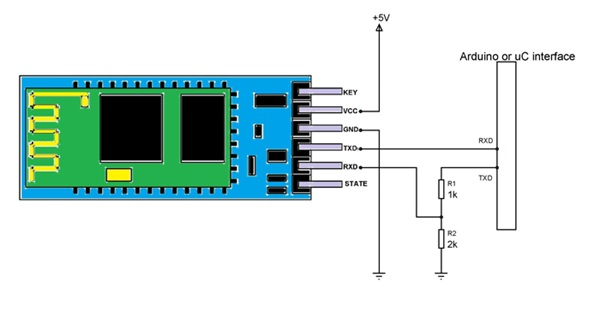 +5V
Arduino or uC interface
KEY
VCC
GND
TXD
RXD
STATE
RXD
TXD
R1
1k
R2
2k